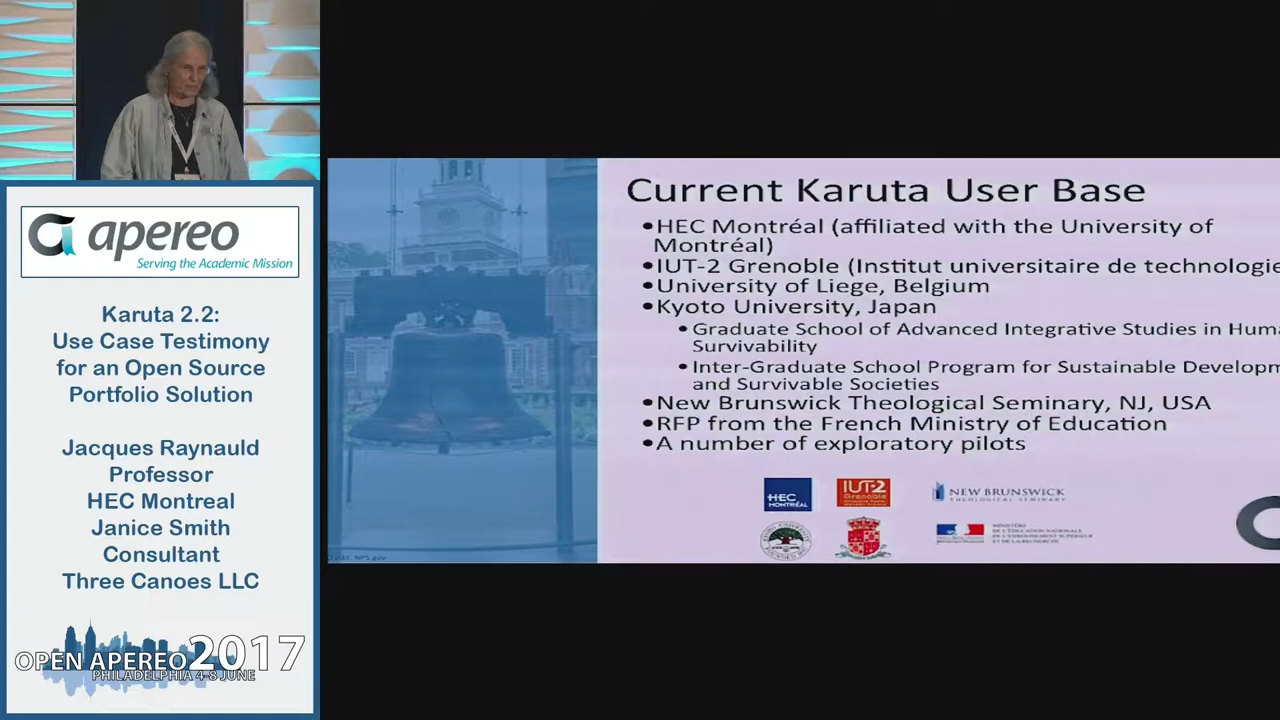 apereo
Serving the Academic Mission
Karuta 2.2:
Use Case Testimony
for an Open Source
Portfolio Solution
Jacques Raynauld
Professor
HEC Montreal
Janice Smith
Consultant
Three Canoes LLC
OPEN APEREO 2017
PHILADELPHIA 4-8 JUNE
Current Karuta User Base
•HEC Montréal (affiliated with the University of
Montréal)
•IUT-2 Grenoble (Institut universitaire de technologie
•University of Liege, Belgium
•Kyoto University, Japan
•Graduate School of Advanced Integrative Studies in Huma
Survivability
•Inter-Graduate School Program for Sustainable Developm
and Survivable Societies
•New Brunswick Theological Seminary, NJ, USA
•RFP from the French Ministry of Education
•A number of exploratory pilots
HEC
MONTRÉAL
IUT-2
Grenoble
NEW BRUNSWICK
THEOLOGICAL SEMINARY
Credit: NPS.gov